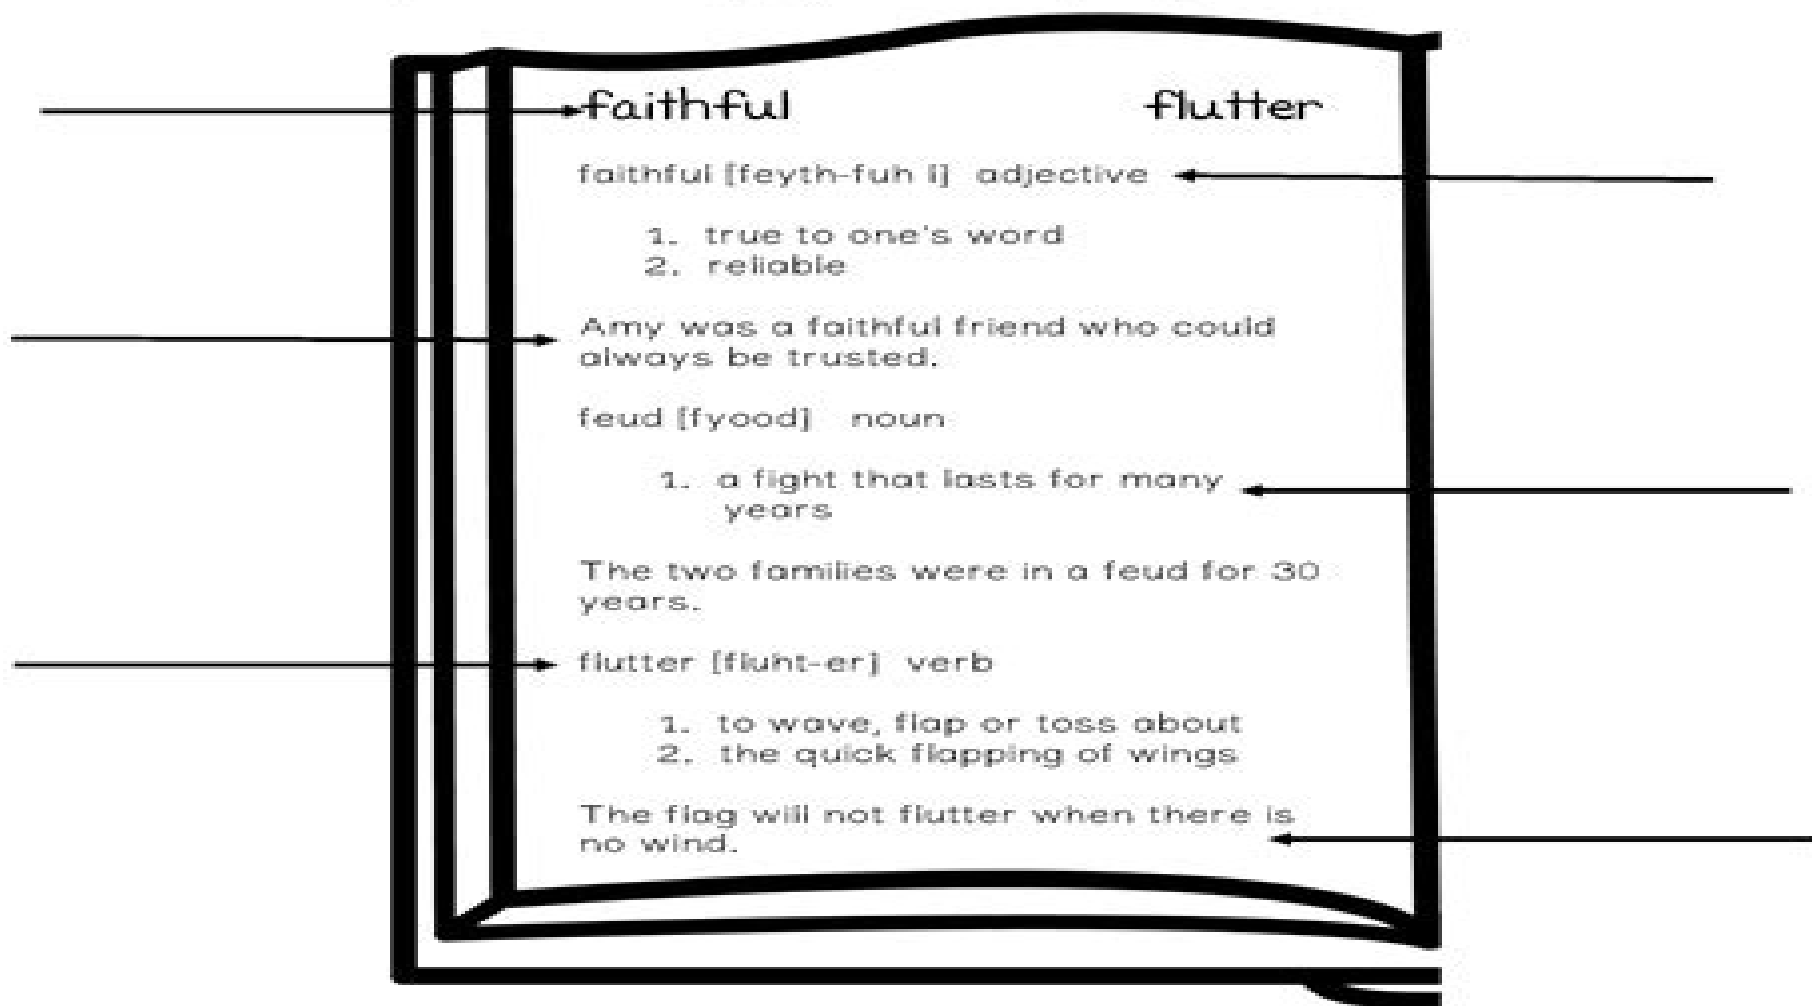 faithful flutter
faithful [feyth-fuh l] adjective
1. true to one's word
2. reliable
Amy was a faithful friend who could
always be trusted.
feud [fyood] noun
1. a fight that lasts for many
years
The two families were in a feud for 30
years.
flutter [fluht-er] verb
1. to wave, flap or toss about
2. the quick flapping of wings
The flag will not flutter when there is
no wind.